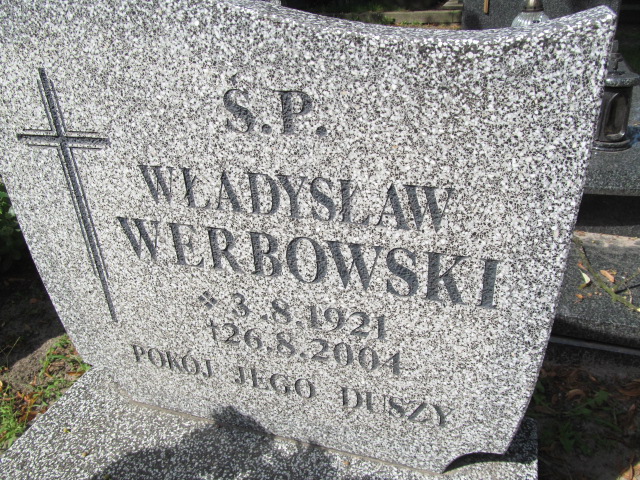 Ś.P.
WŁADYSŁAW
WERBOWSKI
* 3.8.1921
†26.8.2004
POKÓJ JEGO DUSZY